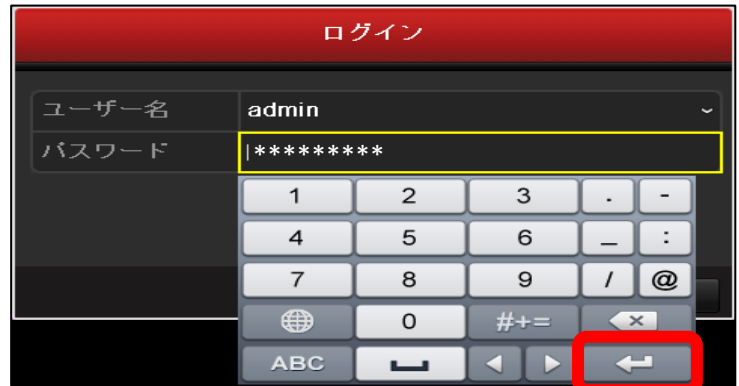 ログイン
ユーザー名 admin
パスワード |*********
1 2 3 . -
4 5 6 _ :
7 8 9 / @
0 #+=
ABC